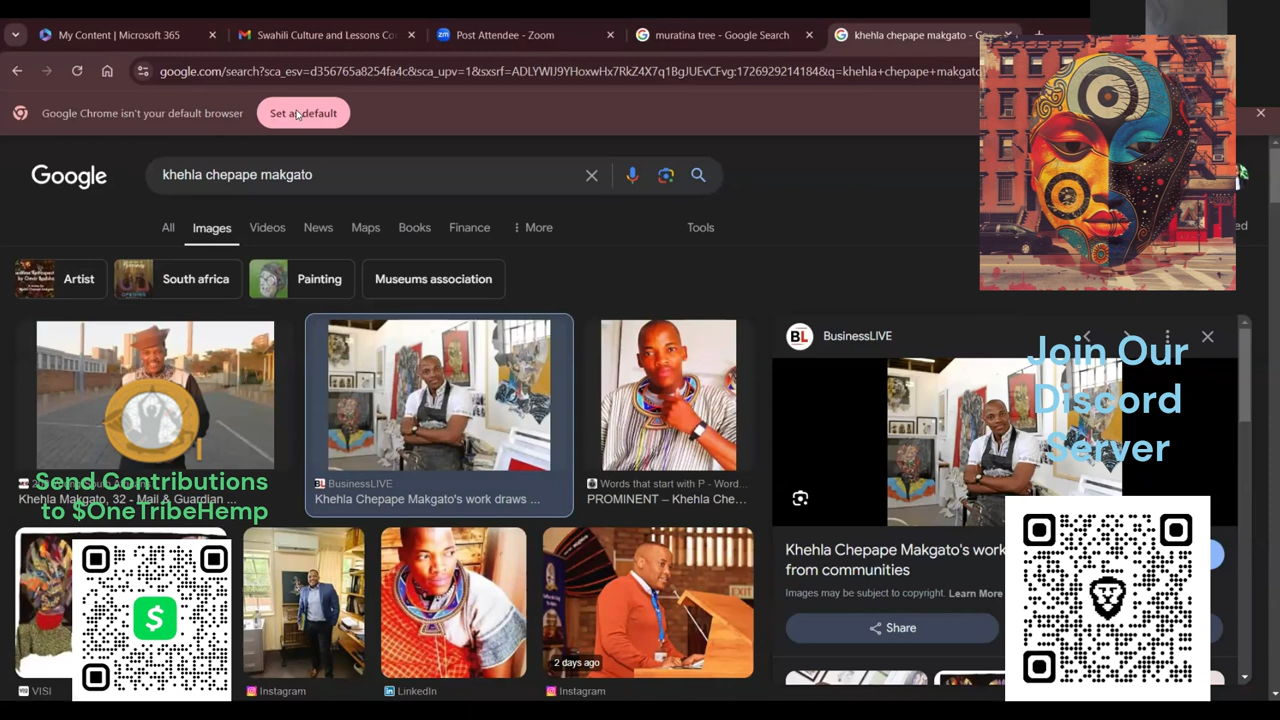 My Content | Microsoft 365
Swahili Culture and Lessons Co
Post Attendee - Zoom
muratina tree - Google Search
khehla chepape makgato - G
google.com/search?sca_esv=d356765a8254fa4c&sca_upv=1&sxsrf=ADLYWIJ9YHoxwHx7RkZ4X7q1BgJUEvCFvg:1726929214184&q=khehla+chepape+makgato
Google Chrome isn't your default browser
Set as default
Google
khehla chepape makgato
All
Images
Videos
News
Maps
Books
Finance
More
Tools
Artist
South africa
Painting
Museums association
Khehla Makgato, 32 - Mail & Guardian ...
BL BusinessLIVE
Khehla Chepape Makgato's work draws ...
Words that start with P - Word...
PROMINENT – Khehla Che...
Send Contributions
to $OneTribeHemp
$
VISI
Instagram
LinkedIn
EXIT
2 days ago
Instagram
BL BusinessLIVE
Join Our
Discord
Server
Khehla Chepape Makgato's work
from communities
Images may be subject to copyright. Learn More
Share